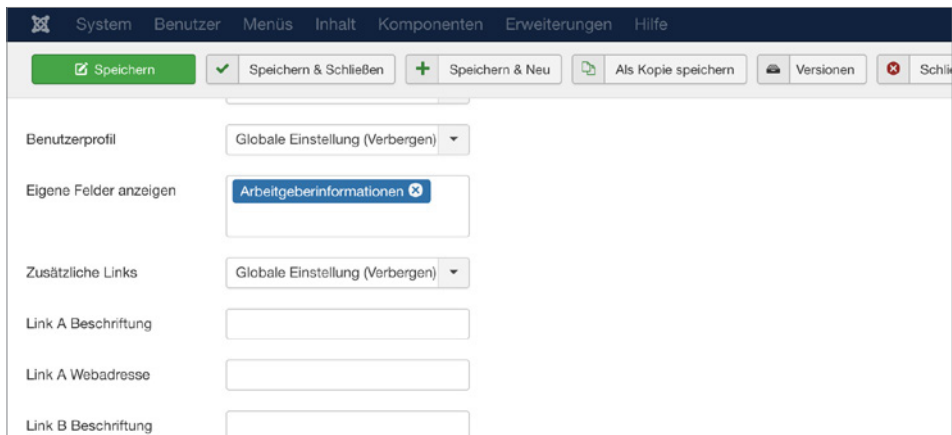 System Benutzer Menüs Inhalt Komponenten Erweiterungen Hilfe
Speichern Speichern & Schließen Speichern & Neu Als Kopie speichern Versionen Schli
Benutzerprofil Globale Einstellung (Verbergen)
Eigene Felder anzeigen Arbeitgeberinformationen
Zusätzliche Links Globale Einstellung (Verbergen)
Link A Beschriftung
Link A Webadresse
Link B Beschriftung